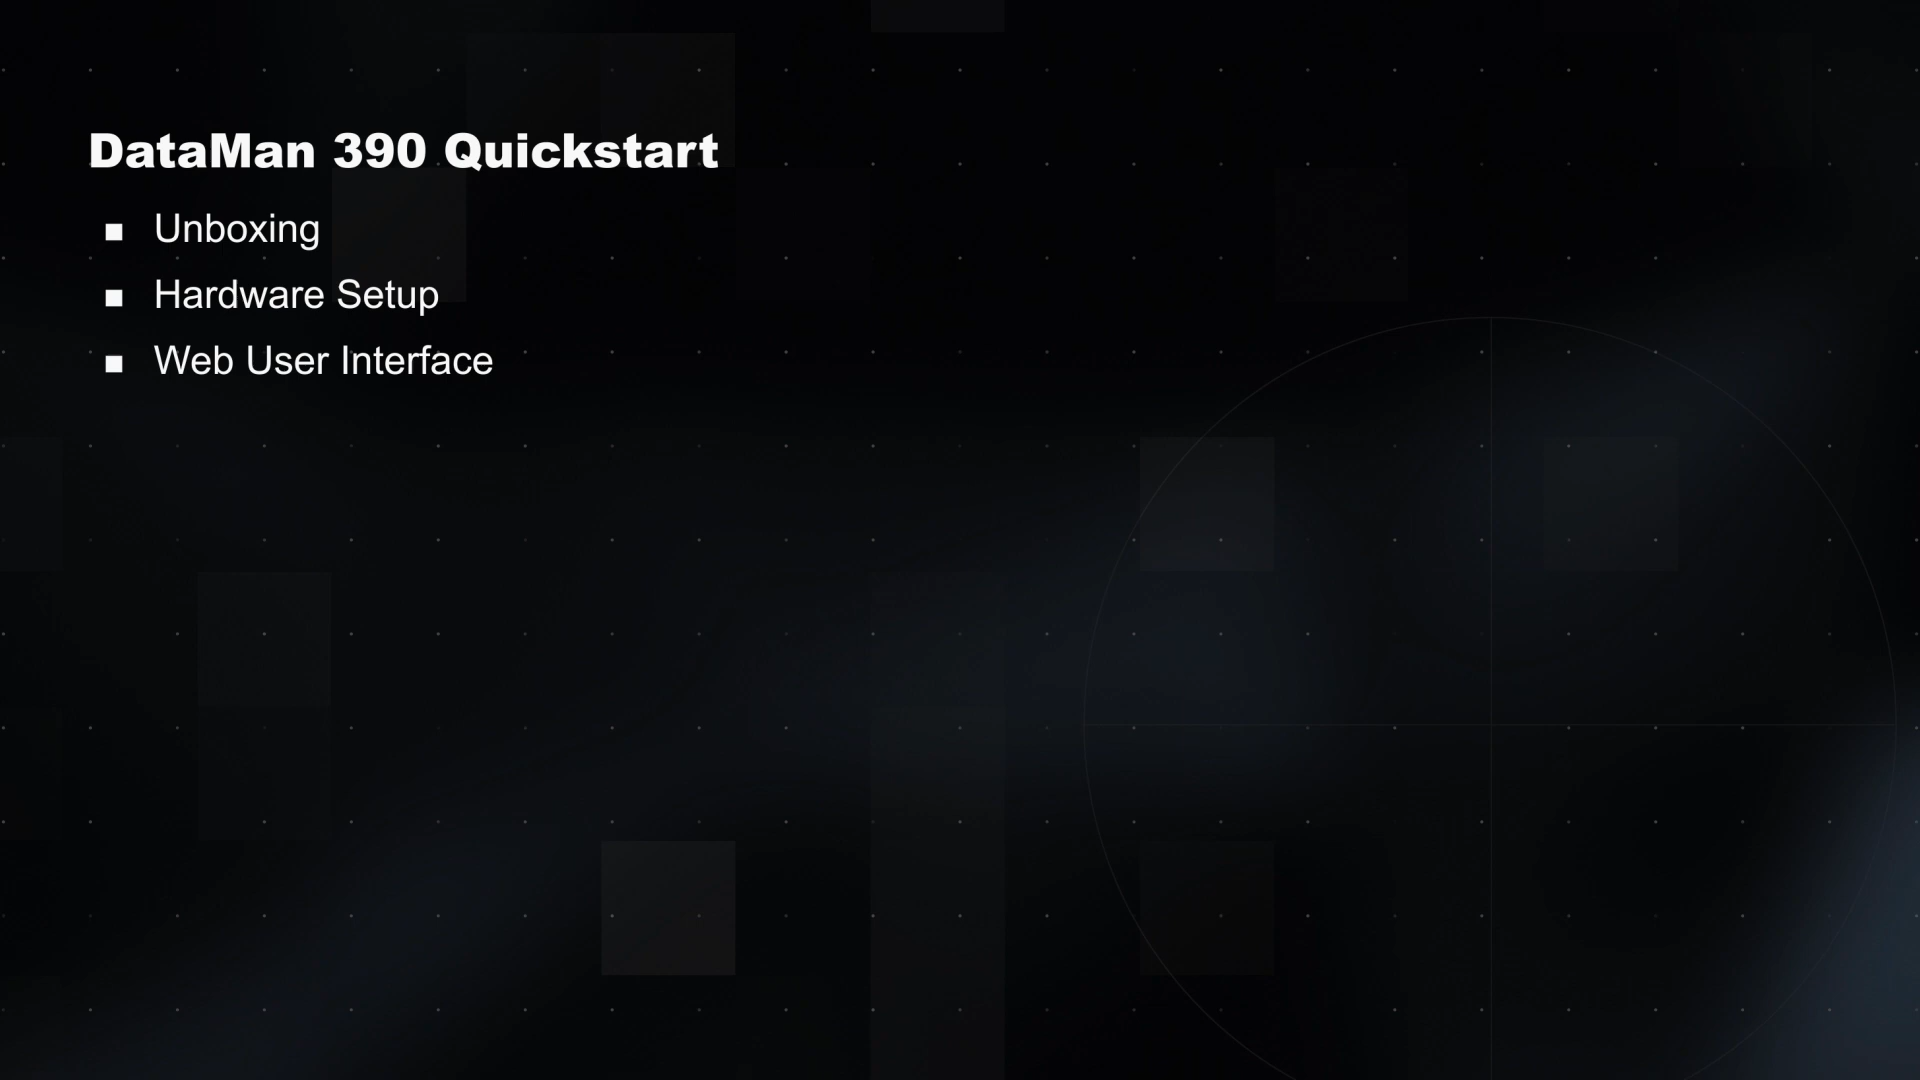 DataMan 390 Quickstart
▪ Unboxing
▪ Hardware Setup
▪ Web User Interface